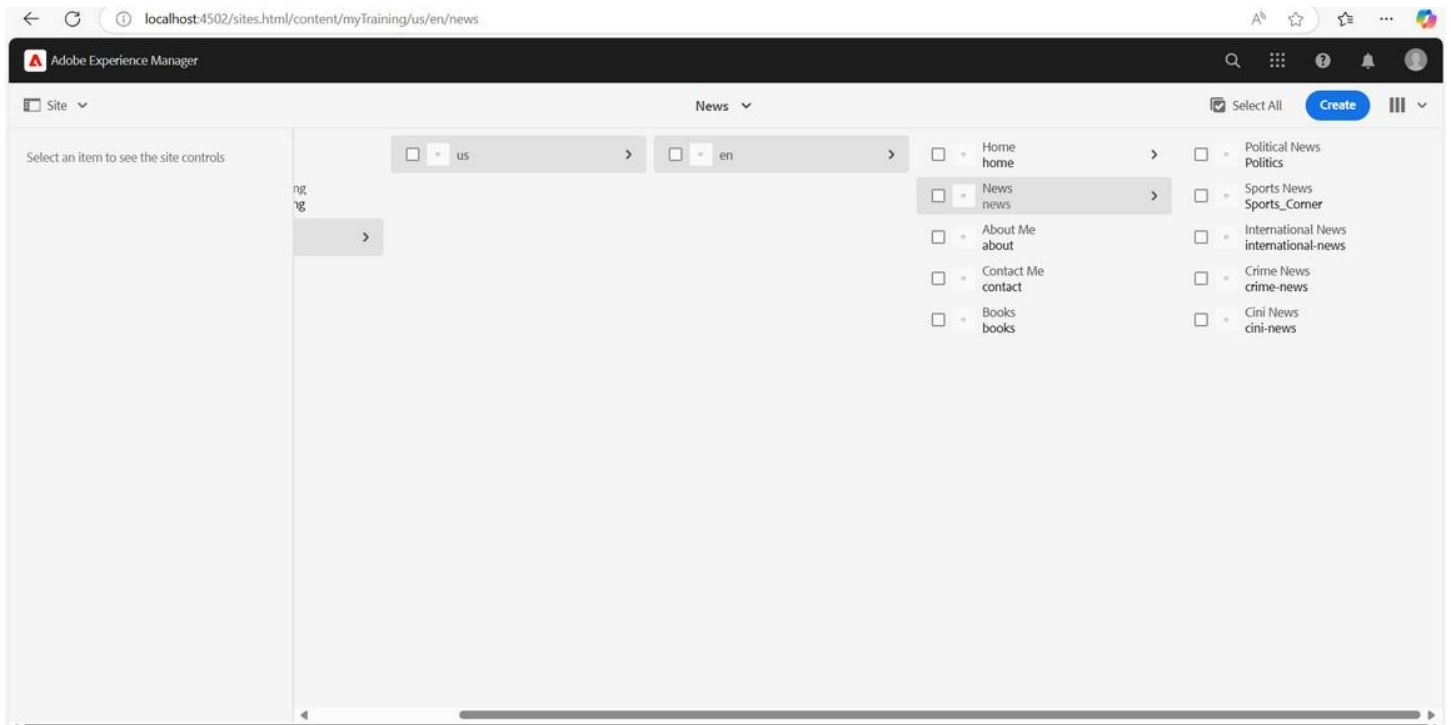 localhost:4502/sites.html/content/myTraining/us/en/news
Adobe Experience Manager
Site
News
Select All
Create
Select an item to see the site controls
ng
ng
us
en
Home
home
News
news
About Me
about
Contact Me
contact
Books
books
Political News
Politics
Sports News
Sports_Corner
International News
international-news
Crime News
crime-news
Cini News
cini-news